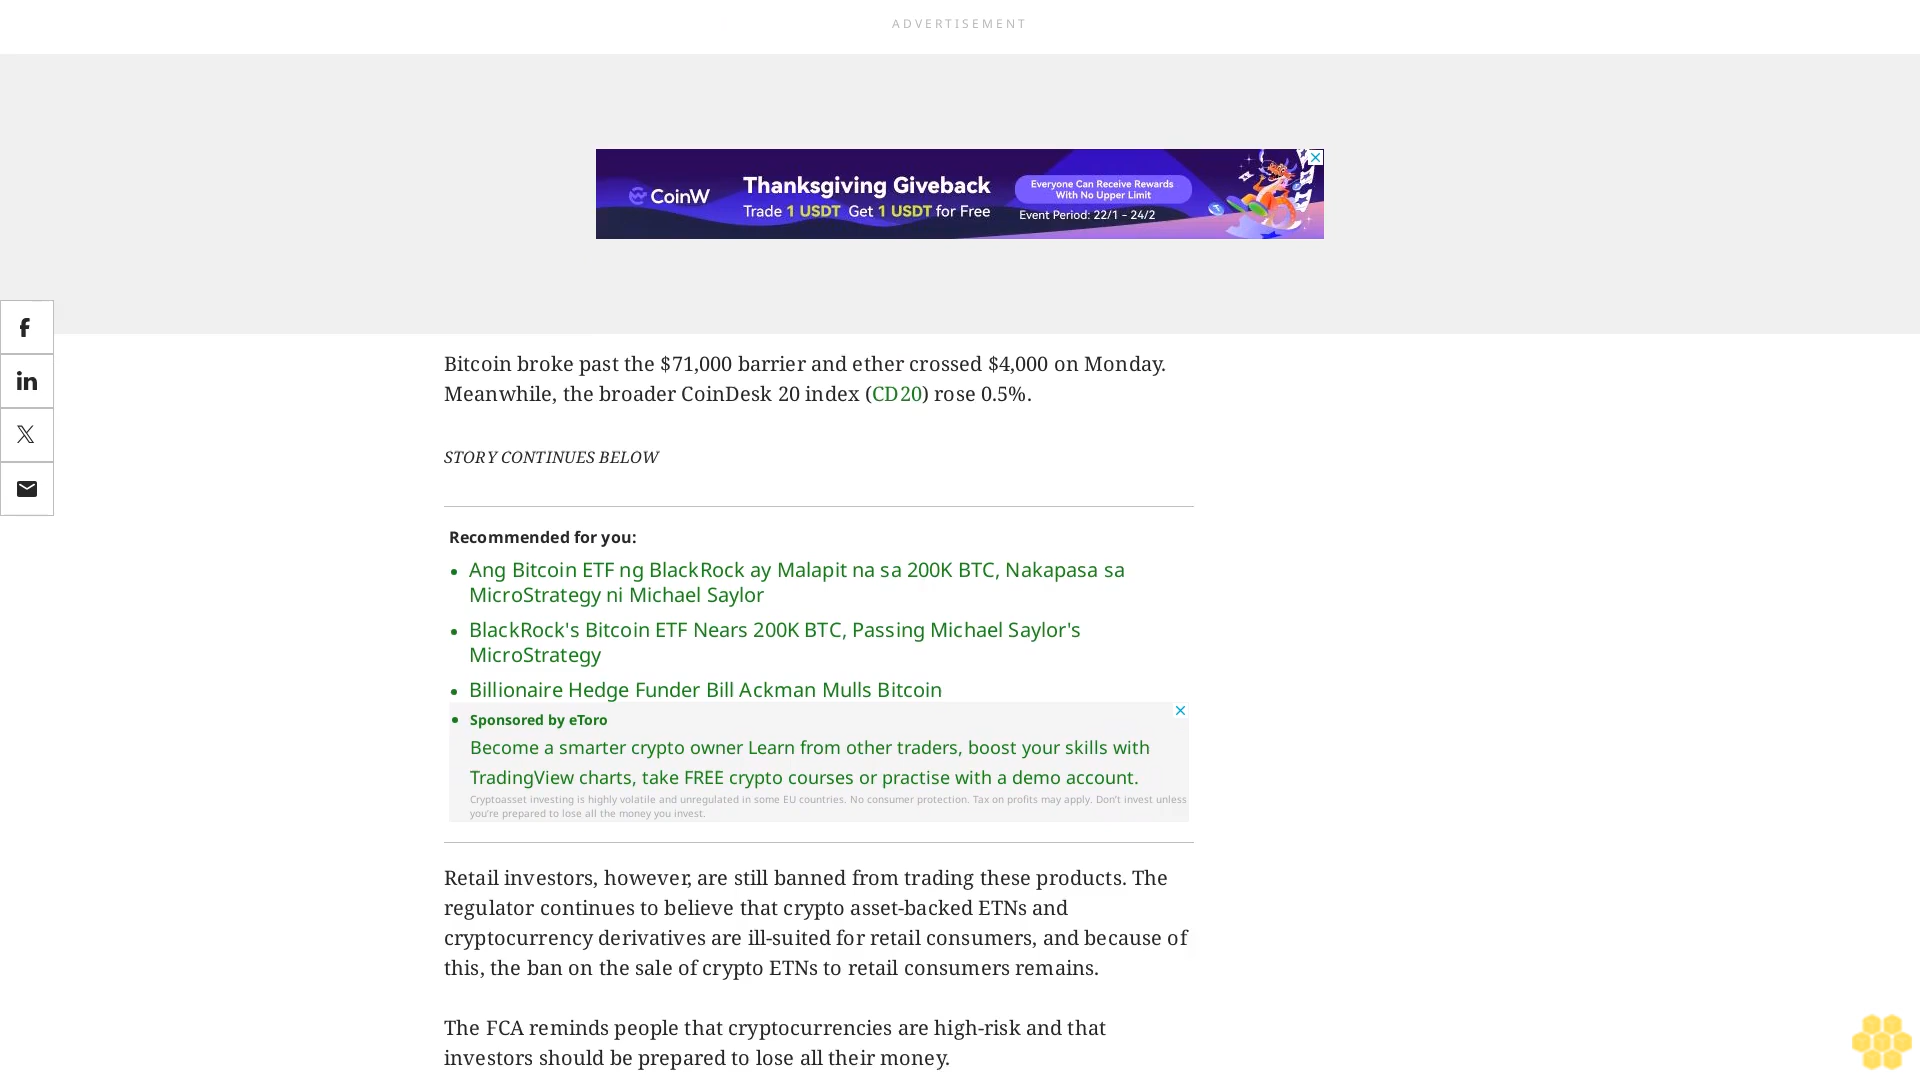 ADVERTISEMENT
CoinW
Thanksgiving Giveback
Trade 1 USDT Get 1 USDT for Free
Everyone Can Receive Rewards
With No Upper Limit
Event Period: 22/1 - 24/2
Bitcoin broke past the $71,000 barrier and ether crossed $4,000 on Monday.
Meanwhile, the broader CoinDesk 20 index (CD20) rose 0.5%.
STORY CONTINUES BELOW
Recommended for you:
• Ang Bitcoin ETF ng BlackRock ay Malapit na sa 200K BTC, Nakapasa sa
MicroStrategy ni Michael Saylor
• BlackRock's Bitcoin ETF Nears 200K BTC, Passing Michael Saylor's
MicroStrategy
• Billionaire Hedge Funder Bill Ackman Mulls Bitcoin
• Sponsored by eToro
Become a smarter crypto owner Learn from other traders, boost your skills with
TradingView charts, take FREE crypto courses or practise with a demo account.
Cryptoasset investing is highly volatile and unregulated in some EU countries. No consumer protection. Tax on profits may apply. Don't invest unless
you're prepared to lose all the money you invest.
Retail investors, however, are still banned from trading these products. The
regulator continues to believe that crypto asset-backed ETNs and
cryptocurrency derivatives are ill-suited for retail consumers, and because of
this, the ban on the sale of crypto ETNs to retail consumers remains.
The FCA reminds people that cryptocurrencies are high-risk and that
investors should be prepared to lose all their money.